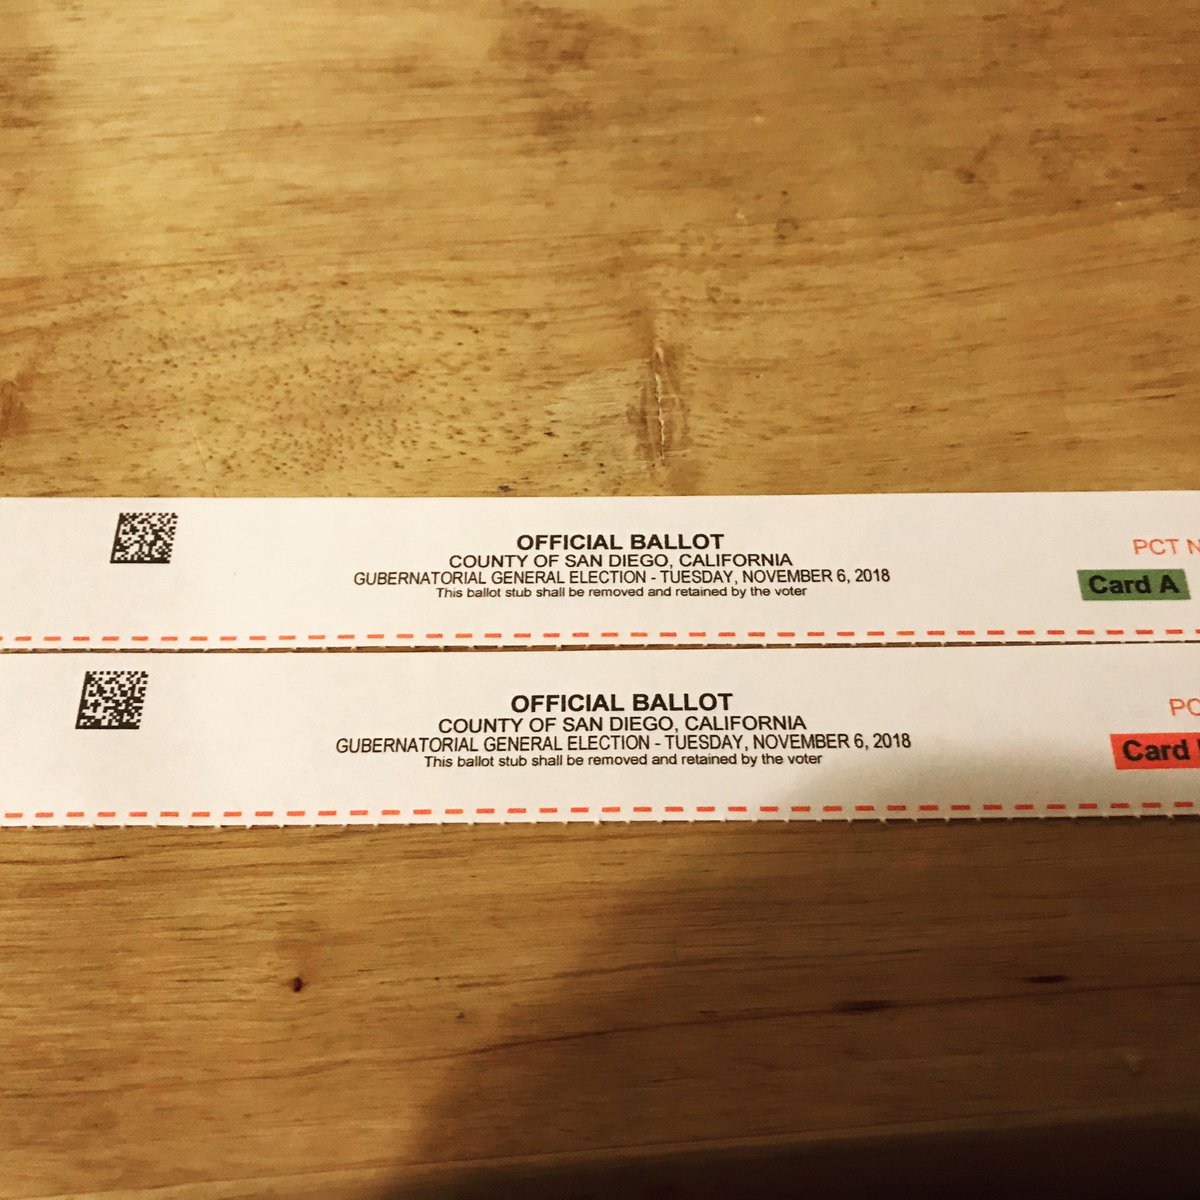 OFFICIAL BALLOT
COUNTY OF SAN DIEGO, CALIFORNIA
GUBERNATORIAL GENERAL ELECTION - TUESDAY, NOVEMBER 6, 2018
This ballot stub shall be removed and retained by the voter
PCT
Card A
OFFICIAL BALLOT
COUNTY OF SAN DIEGO, CALIFORNIA
GUBERNATORIAL GENERAL ELECTION - TUESDAY, NOVEMBER 6, 2018
This ballot stub shall be removed and retained by the voter
Card